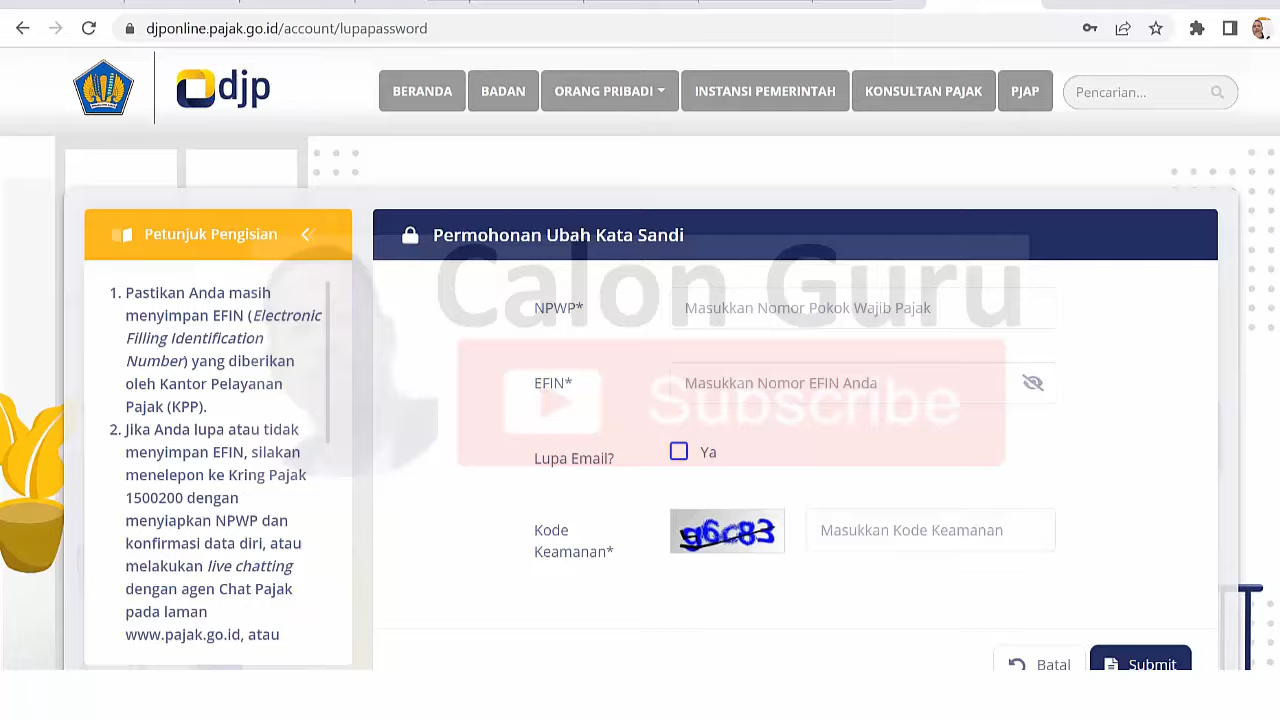 djponline.pajak.go.id/account/lupapassword
djp
BERANDA
BADAN
ORANG PRIBADI
INSTANSI PEMERINTAH
KONSULTAN PAJAK
PJAP
Pencarian...
Petunjuk Pengisian
1. Pastikan Anda masih
menyimpan EFIN (Electronic
Filling Identification
Number) yang diberikan
oleh Kantor Pelayanan
Pajak (KPP).
2. Jika Anda lupa atau tidak
menyimpan EFIN, silakan
menelepon ke Kring Pajak
1500200 dengan
menyiapkan NPWP dan
konfirmasi data diri, atau
melakukan live chatting
dengan agen Chat Pajak
pada laman
www.pajak.go.id, atau
Permohonan Ubah Kata Sandi
Calon Guru
NPWP*
Masukkan Nomor Pokok Wajib Pajak
Subscribe
EFIN*
Masukkan Nomor EFIN Anda
Lupa Email?
Ya
Kode
Keamanan*
g6c83
Masukkan Kode Keamanan
Batal
Submit